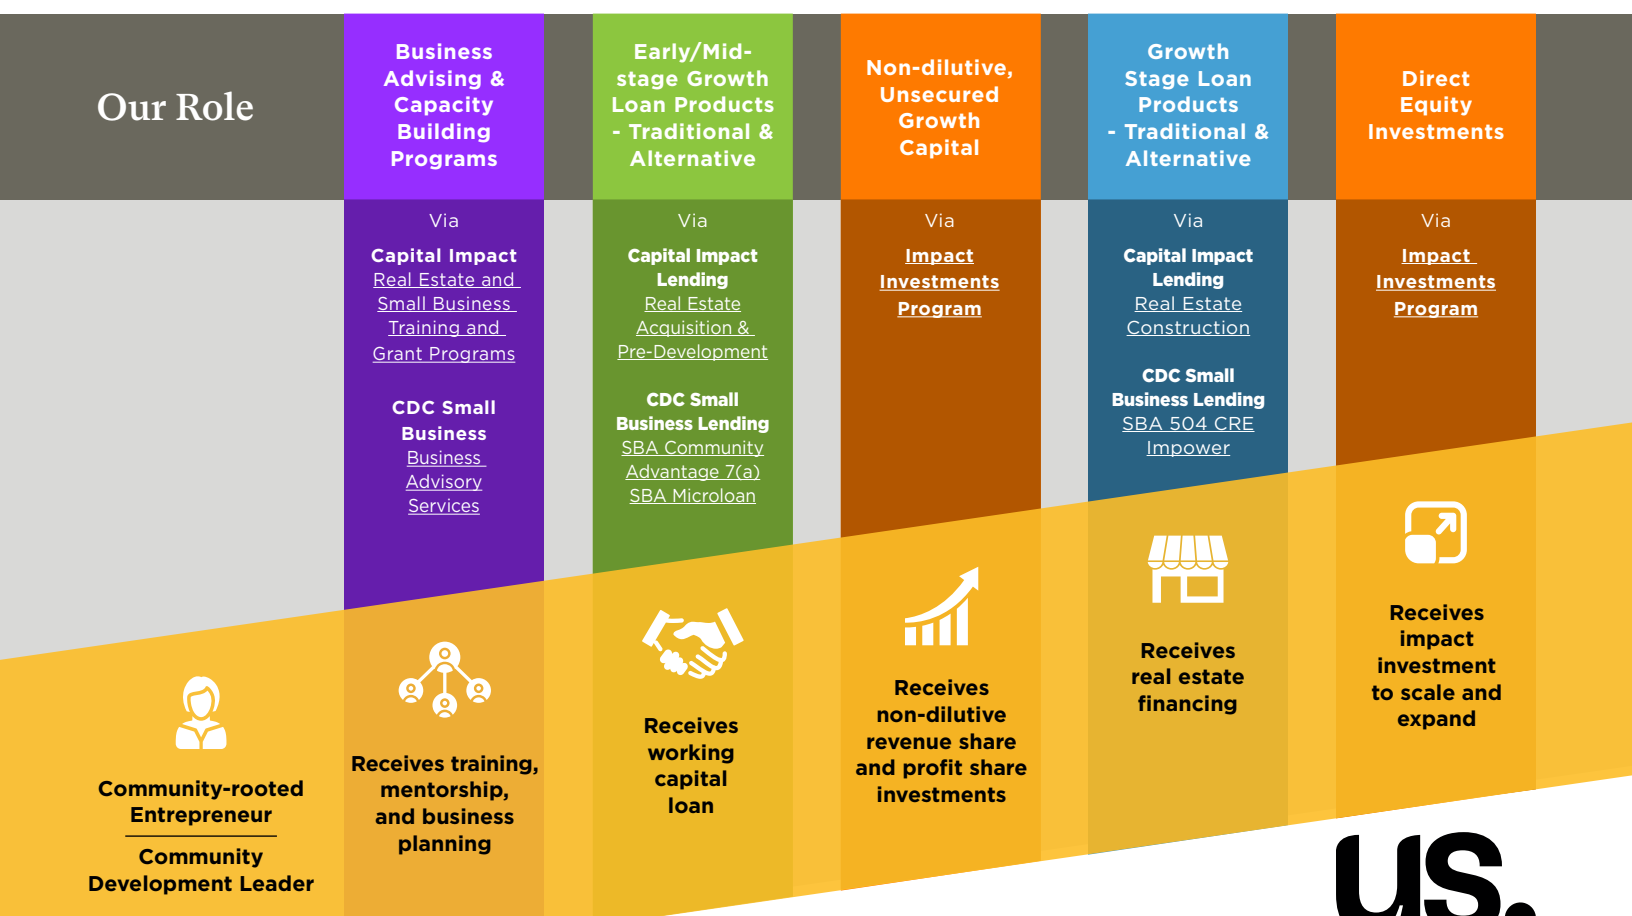 Our Role
Business
Advising &
Capacity
Building
Programs
Early/Mid-
stage Growth
Loan Products
- Traditional &
Alternative
Non-dilutive,
Unsecured
Growth
Capital
Growth
Stage Loan
Products
- Traditional &
Alternative
Direct
Equity
Investments
Via
Capital Impact
Real Estate and
Small Business
Training and
Grant Programs
CDC Small
Business
Business
Advisory
Services
Via
Capital Impact
Lending
Real Estate
Acquisition &
Pre-Development
CDC Small
Business Lending
SBA Community
Advantage 7(a)
SBA Microloan
Via
Impact
Investments
Program
Via
Capital Impact
Lending
Real Estate
Construction
CDC Small
Business Lending
SBA 504 CRE
Impower
Via
Impact
Investments
Program
Community-rooted
Entrepreneur
Community
Development Leader
Receives training,
mentorship,
and business
planning
Receives
working
capital
loan
Receives
non-dilutive
revenue share
and profit share
investments
Receives
real estate
financing
Receives
impact
investment
to scale and
expand
us.